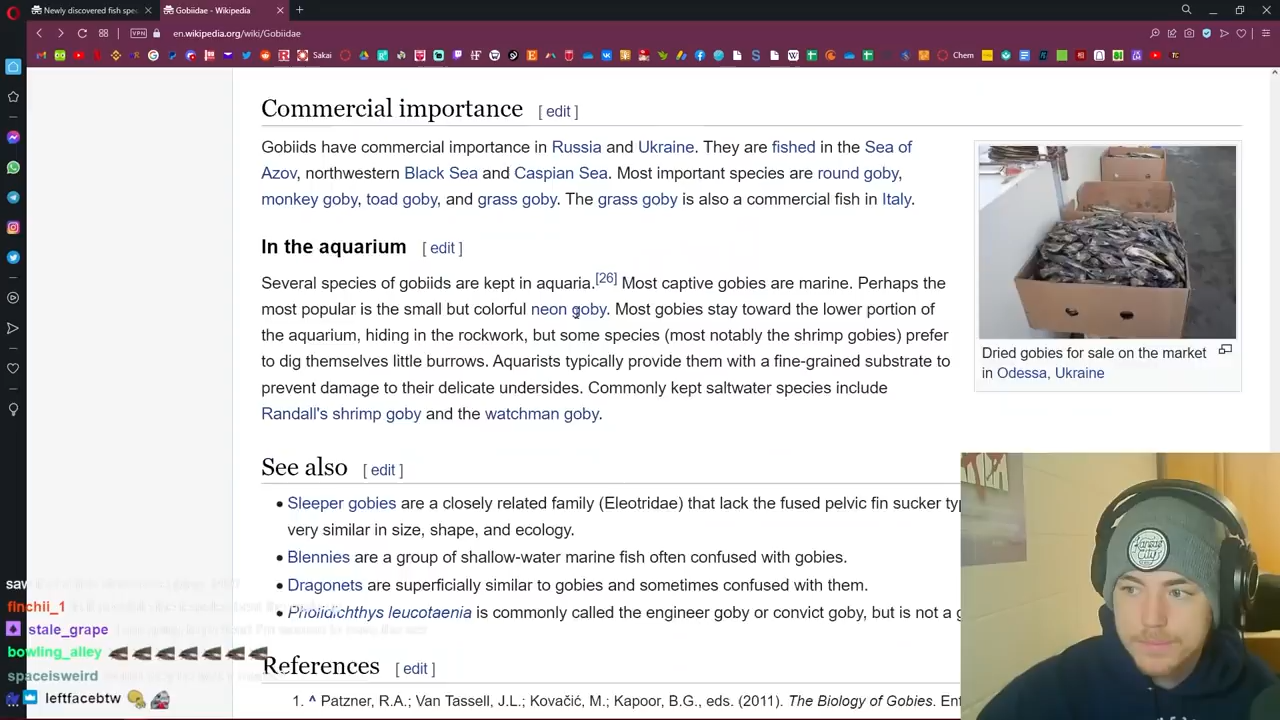 Newly discovered fish spec
Gobiidae - Wikipedia
88
VPN
en.wikipedia.org/wiki/Gobiidae
Sakai
Chem
Commercial importance [ edit ]
Gobiids have commercial importance in Russia and Ukraine. They are fished in the Sea of
Azov, northwestern Black Sea and Caspian Sea. Most important species are round goby,
monkey goby, toad goby, and grass goby. The grass goby is also a commercial fish in Italy.
Dried gobies for sale on the market
in Odessa, Ukraine
In the aquarium [ edit ]
Several species of gobiids are kept in aquaria.[26] Most captive gobies are marine. Perhaps the
most popular is the small but colorful neon goby. Most gobies stay toward the lower portion of
the aquarium, hiding in the rockwork, but some species (most notably the shrimp gobies) prefer
to dig themselves little burrows. Aquarists typically provide them with a fine-grained substrate to
prevent damage to their delicate undersides. Commonly kept saltwater species include
Randall's shrimp goby and the watchman goby.
See also [ edit ]
• Sleeper gobies are a closely related family (Eleotridae) that lack the fused pelvic fin sucker ty
very similar in size, shape, and ecology.
• Blennies are a group of shallow-water marine fish often confused with gobies.
• Dragonets are superficially similar to gobies and sometimes confused with them.
• Pholidichthys leucotaenia is commonly called the engineer goby or convict goby, but is not a g
References [ edit ]
1. ^ Patzner, R.A.; Van Tassell, J.L.; Kovačić, M.; Kapoor, B.G., eds. (2011). The Biology of Gobies. Enf
saw
finchii_1
stale_grape
bowling_alley
spaceisweird
leftfacebtw
Kansas
City